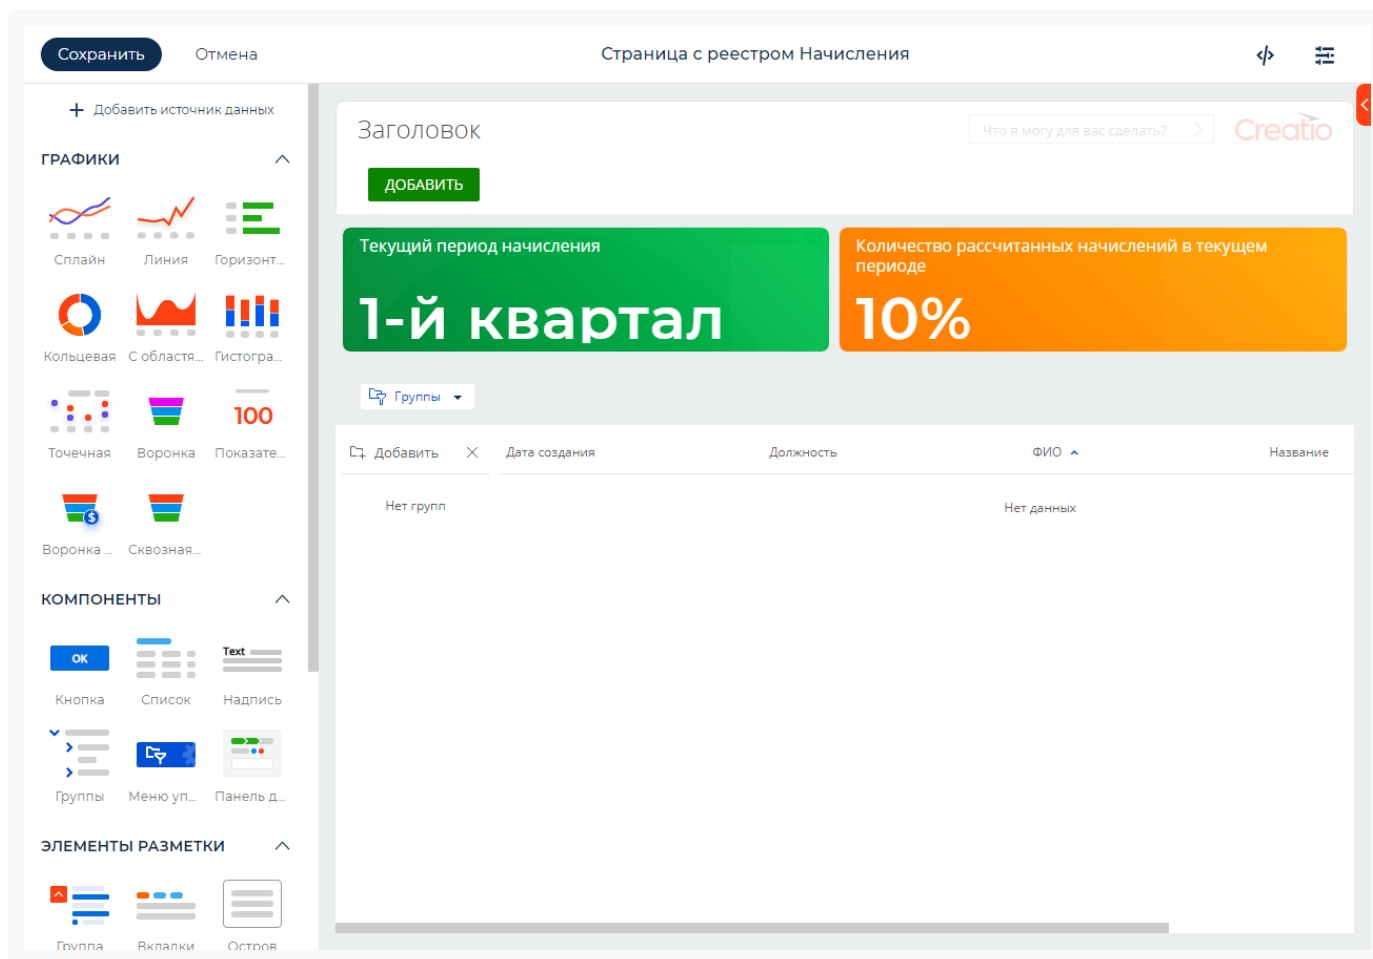 Сохранить
Отмена
Страница с реестром Начисления
Добавить источник данных
ГРАФИКИ
Сплайн
Линия
Горизонт...
Кольцевая
С областя...
Гистогра...
100
Точечная
Воронка
Показате...
$
Воронка ...
Сквозная...
КОМПОНЕНТЫ
OK
Text
Кнопка
Список
Надпись
Группы
Меню уп...
Панель д...
ЭЛЕМЕНТЫ РАЗМЕТКИ
Группа
Вкладки
Остров
Заголовок
Что я могу для вас сделать?
Creatio
ДОБАВИТЬ
Текущий период начисления
1-й квартал
Количество рассчитанных начислений в текущем
периоде
10%
Группы
Добавить
Дата создания
Должность
ФИО
Название
Нет групп
Нет данных